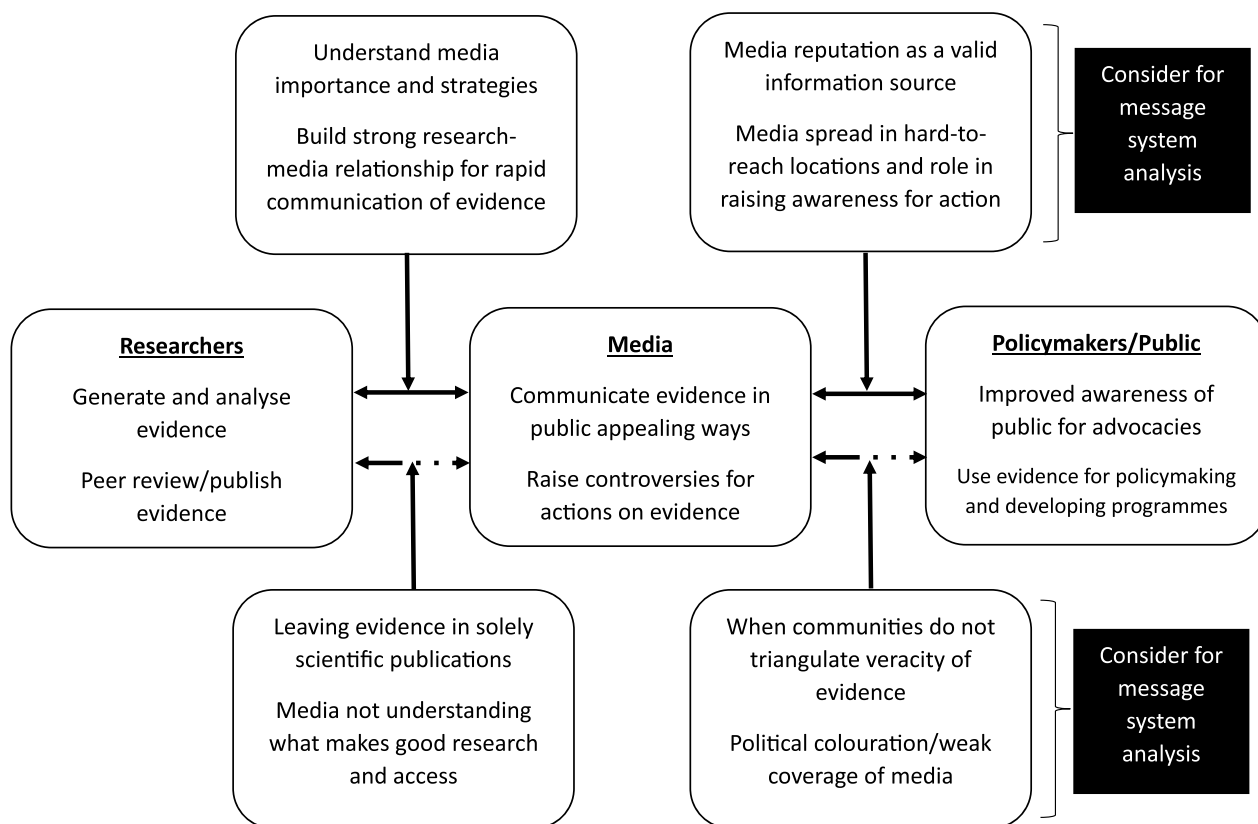 Understand media
importance and strategies
Build strong research-
media relationship for rapid
communication of evidence
Media reputation as a valid
information source
Media spread in hard-to-
reach locations and role in
raising awareness for action
Consider for
message
system
analysis
Researchers
Generate and analyse
evidence
Peer review/publish
evidence
Media
Communicate evidence in
public appealing ways
Raise controversies for
actions on evidence
Policymakers/Public
Improved awareness of
public for advocacies
Use evidence for policymaking
and developing programmes
Leaving evidence in solely
scientific publications
Media not understanding
what makes good research
and access
When communities do not
triangulate veracity of
evidence
Political colouration/weak
coverage of media
Consider for
message
system
analysis